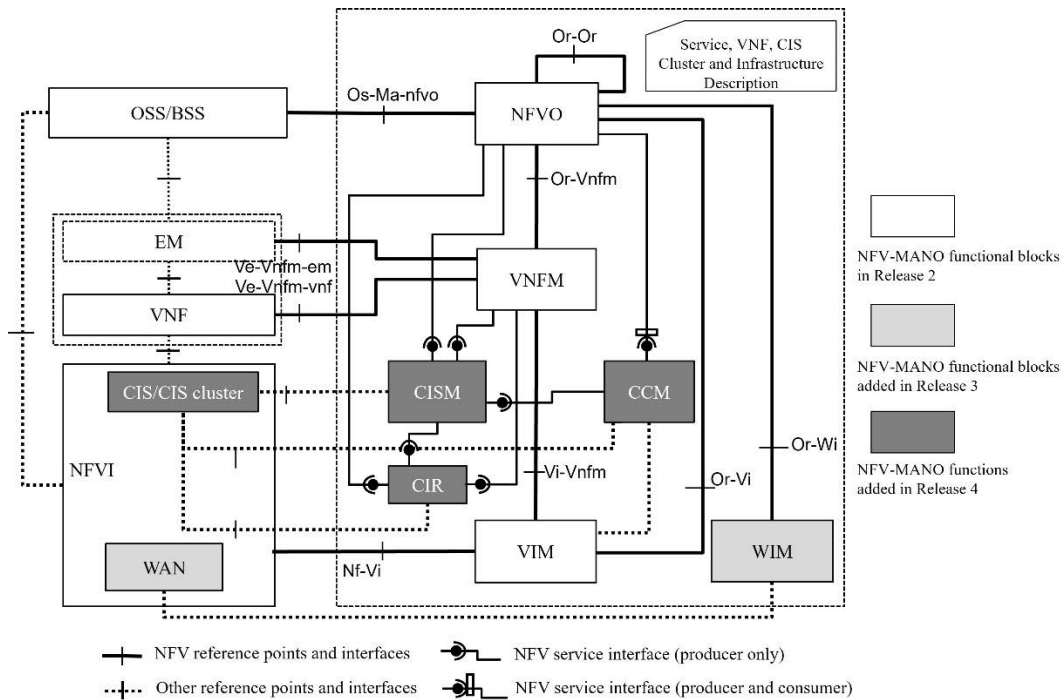 Or-Or
Service, VNF, CIS
Cluster and Infrastructure
Description
Os-Ma-nfvo
OSS/BSS
NFVO
Or-Vnfm
EM
Ve-Vnfm-em
Ve-Vnfm-vnf
VNFM
VNF
NFV-MANO functional blocks
in Release 2
CIS/CIS cluster
CISM
CCM
NFV-MANO functional blocks
added in Release 3
NFVI
CIR
Vi-Vnfm
Or-Vi
Or-Wi
NFV-MANO functions
added in Release 4
WAN
Nf-Vi
VIM
WIM
NFV reference points and interfaces
NFV service interface (producer only)
Other reference points and interfaces
NFV service interface (producer and consumer)